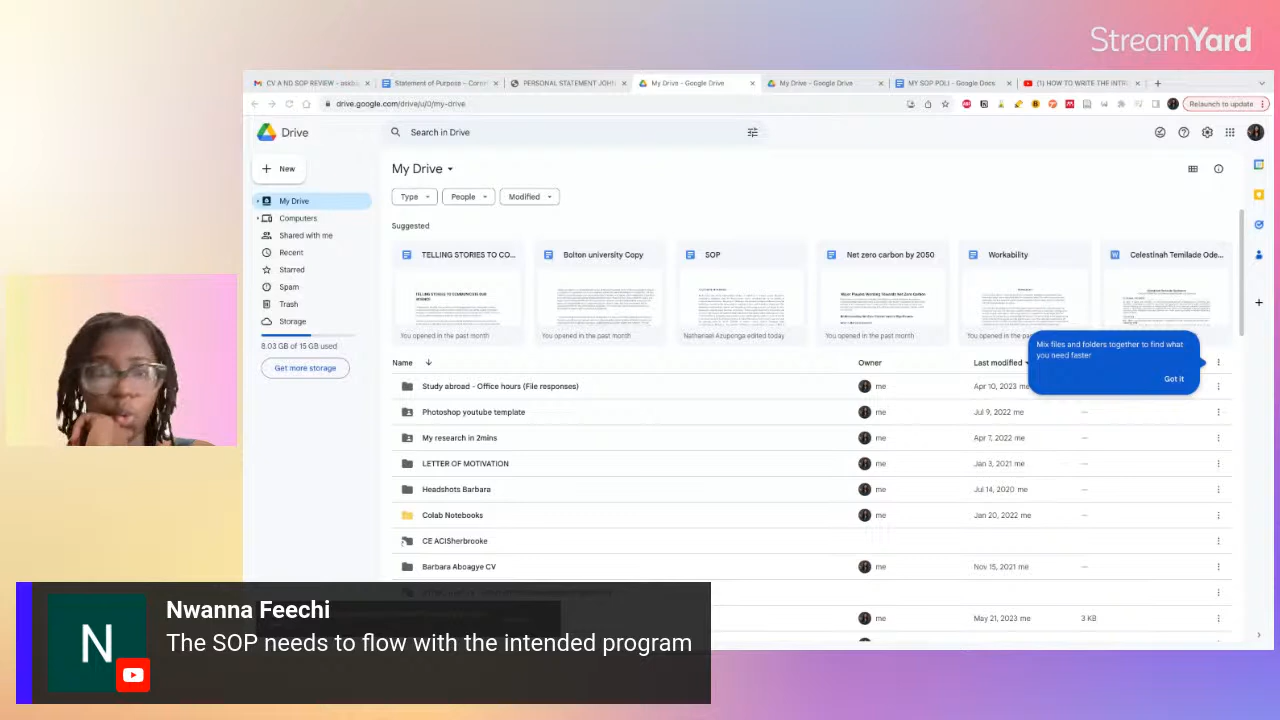 StreamYard
CV A ND SOP REVIEW - asids
Statement of Purpose - Coron
PERSONAL STATEMENT JOHN
My Drive - Google Drive
My Drive - Google Drive
MY SOP POLI - Google Docs
(1) HOW TO WRITE THE INTR
drive.google.com/drive/u/0/my-drive
Relaunch to update
Drive
Search in Drive
New
My Drive
Computers
Shared with me
Recent
Starred
Spam
Trash
Storage
8.03 GB of 15 GB used
Get more storage
My Drive
Type
People
Modified
Suggested
TELLING STORIES TO CO...
Bolton university Copy
SOP
Net zero carbon by 2050
Workability
Celestinah Temilade Ode...
You opened in the past month
You opened in the past month
Nathanael Azuponga edited today
You opened in the past month
You opened in the past
Mix files and folders together to find what
you need faster
Got it
Name
Owner
Last modified
Study abroad - Office hours (File responses)
me
Apr 10, 2023 me
Photoshop youtube template
me
Jul 9, 2022 me
—
My research in 2mins
me
Apr 7, 2022 me
—
LETTER OF MOTIVATION
me
Jan 3, 2021 me
—
Headshots Barbara
me
Jul 14, 2020 me
—
Colab Notebooks
me
Jan 20, 2022 me
—
CE ACISherbrooke
Barbara Aboagye CV
me
Nov 15, 2021 me
—
me
May 21, 2023 me
3 KB
N
Nwanna Feechi
The SOP needs to flow with the intended program